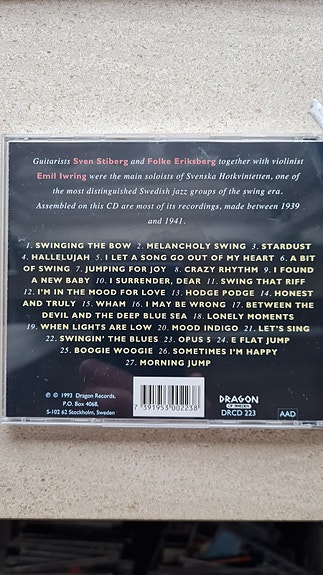 Guitarists Sven Stiberg and Folke Eriksberg together with violinist
Emil Iwring were the main soloists of Svenska Hotkvintetten, one of
the most distinguished Swedish jazz groups of the swing era.
Assembled on this CD are most of its recordings, made between 1939
and 1941.
1. SWINGING THE BOW 2. MELANCHOLY SWING 3. STARDUST
4. HALLELUJAH 5. I LET A SONG GO OUT OF MY HEART 6. A BIT
OF SWING 7. JUMPING FOR JOY 8. CRAZY RHYTHM 9. I FOUND
A NEW BABY 10. I SURRENDER, DEAR 11. SWING THAT RIFF
12. I'M IN THE MOOD FOR LOVE 13. HODGE PODGE 14. HONEST
AND TRULY 15. WHAM 16. I MAY BE WRONG 17. BETWEEN THE
DEVIL AND THE DEEP BLUE SEA 18. LONELY MOMENTS
19. WHEN LIGHTS ARE LOW 20. MOOD INDIGO 21. LET'S SING
22. SWINGIN' THE BLUES 23. OPUS 5 24. E FLAT JUMP
25. BOOGIE WOOGIE 26. SOMETIMES I'M HAPPY
27. MORNING JUMP
℗ © 1993 Dragon Records,
P.O. Box 4068,
S-102 62 Stockholm, Sweden
7 391953 002238
DRAGON
DRCD 223
AAD